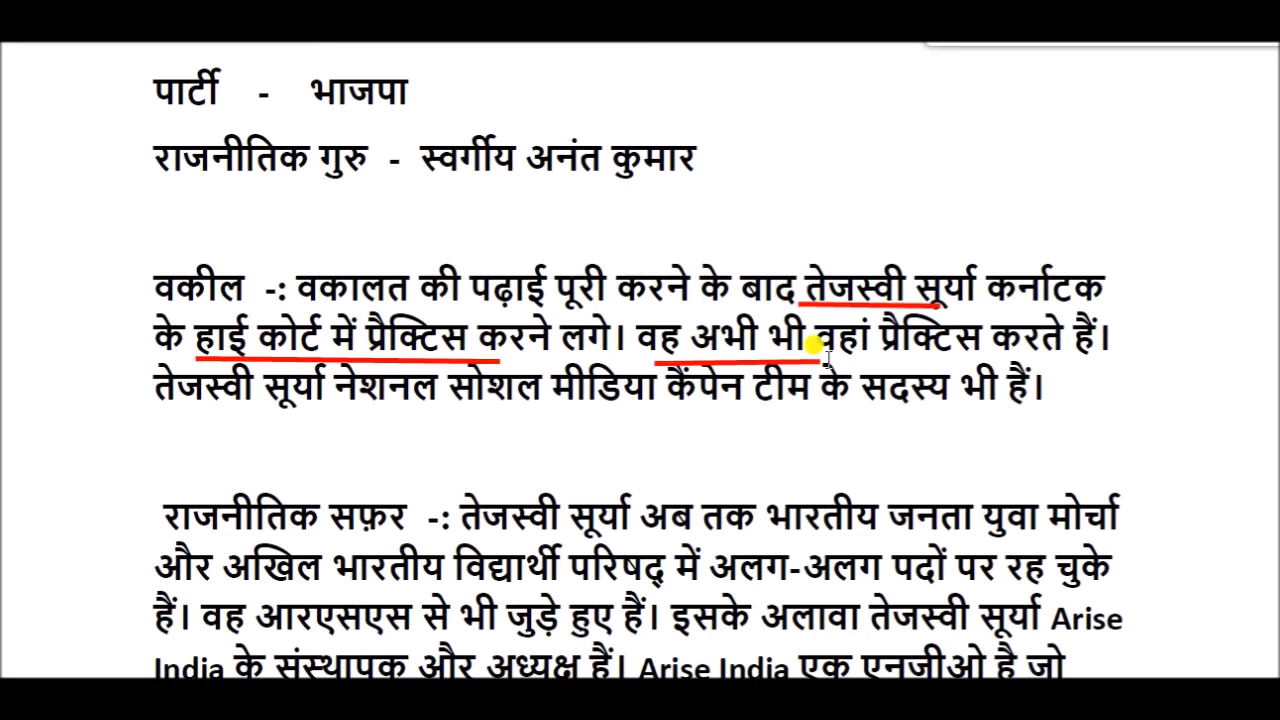 पार्टी - भाजपा
राजनीतिक गुरु - स्वर्गीय अनंत कुमार
वकील -: वकालत की पढ़ाई पूरी करने के बाद तेजस्वी सूर्या कर्नाटक
के हाई कोर्ट में प्रैक्टिस करने लगे। वह अभी भी वहां प्रैक्टिस करते हैं।
तेजस्वी सूर्या नेशनल सोशल मीडिया कैंपेन टीम के सदस्य भी हैं।
राजनीतिक सफ़र -: तेजस्वी सूर्या अब तक भारतीय जनता युवा मोर्चा
और अखिल भारतीय विद्यार्थी परिषद् में अलग-अलग पदों पर रह चुके
हैं। वह आरएसएस से भी जुड़े हुए हैं। इसके अलावा तेजस्वी सूर्या Arise
India के संस्थापक और अध्यक्ष हैं। Arise India एक एनजीओ है जो